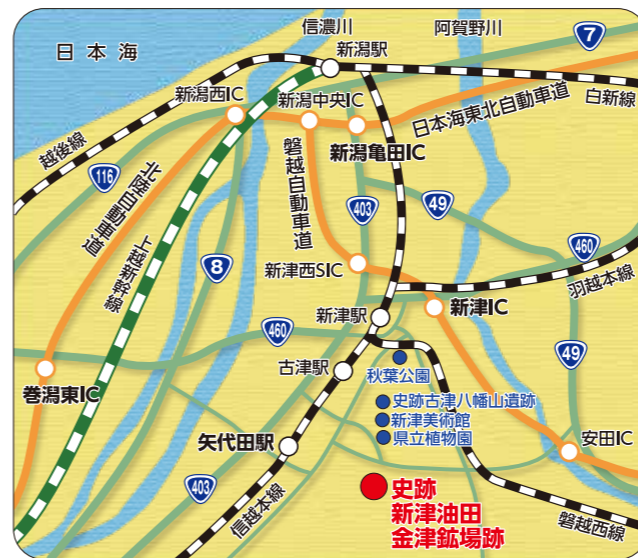 日本海
信濃川
新潟駅
阿賀野川
7
新潟西IC
新潟中央IC
白新線
日本海東北自動車道
越後線
新潟亀田IC
116
北陸自動車道
上越新幹線
磐越自動車道
403
49
8
460
新津西SIC
羽越本線
新津駅
新津IC
460
古津駅
秋葉公園
49
巻潟東IC
史跡古津八幡山遺跡
新津美術館
県立植物園
矢代田駅
安田IC
403
信越本線
史跡
新津油田
金津鉱場跡
磐越西線